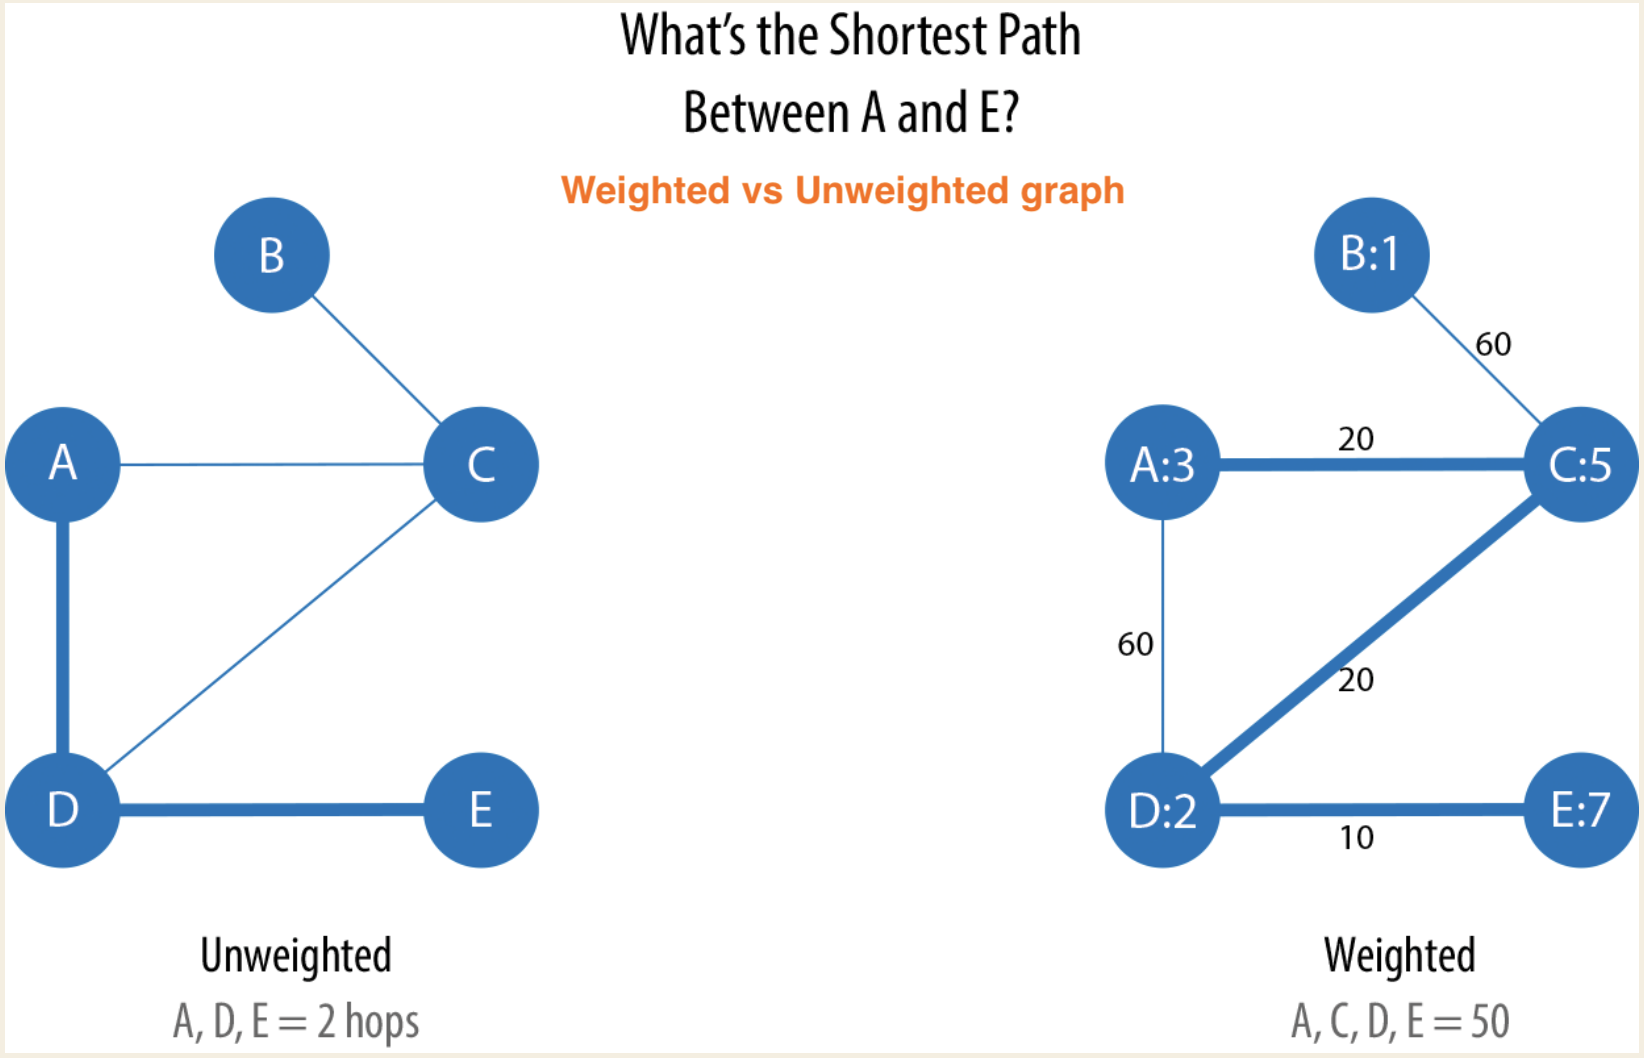 What's the Shortest Path
Between A and E?
Weighted vs Unweighted graph
B
A
C
D
E
Unweighted
A, D, E = 2 hops
B:1
60
A:3
20
C:5
60
20
D:2
10
E:7
Weighted
A, C, D, E = 50